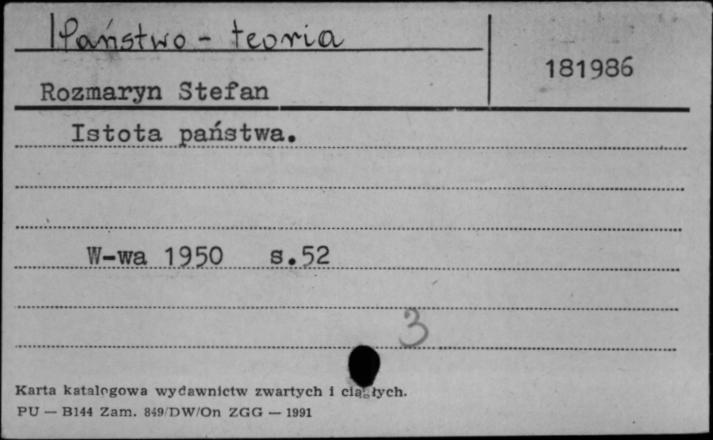 Państwo - teoria
181986
Rozmaryn Stefan
Istota państwa.
W-wa 1950 s.52
3
Karta katalogowa wydawnictw zwartych i ciągłych.
PU — B144 Zam. 849/DW/On ZGG — 1991